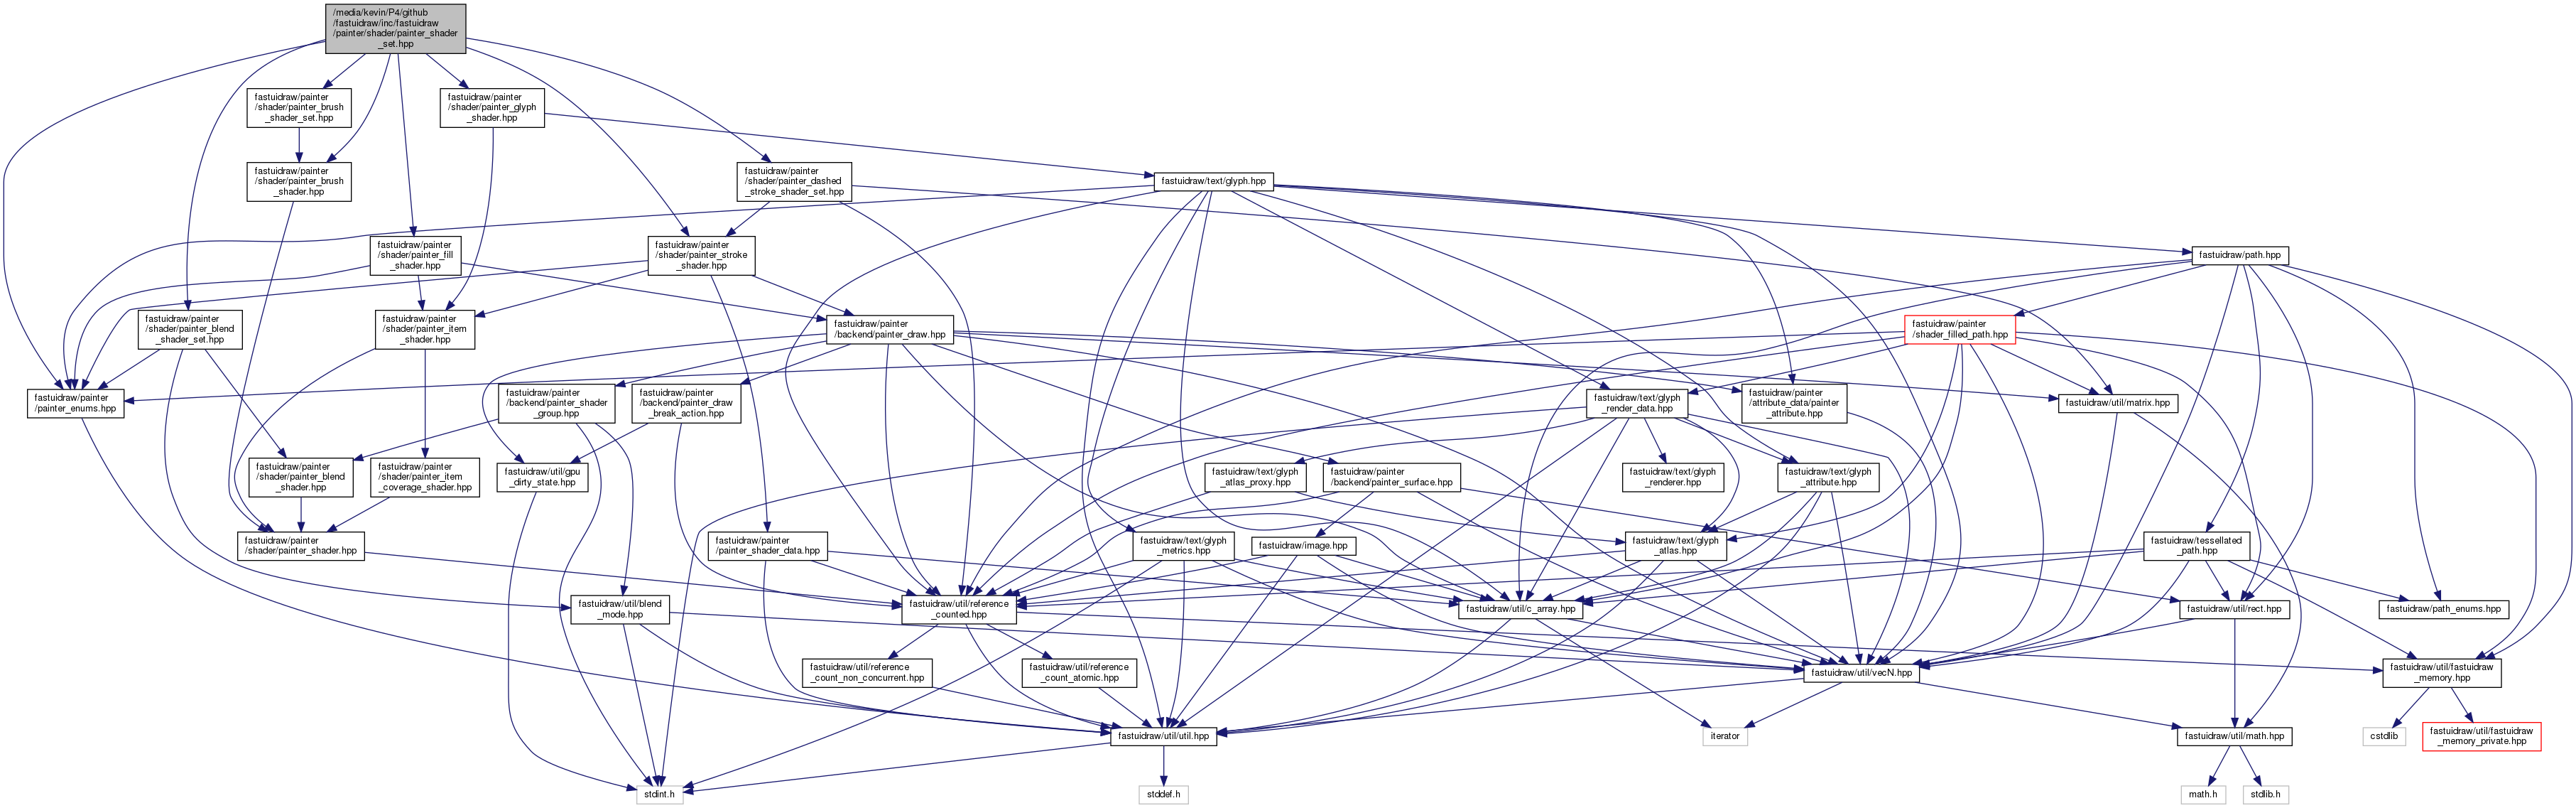 /media/kevin/P4/github
/fastuidraw/inc/fastuidraw
/painter/shader/painter_shader
_set.hpp
fastuidraw/painter
/shader/painter_brush
_shader_set.hpp
fastuidraw/painter
/shader/painter_glyph
_shader.hpp
fastuidraw/painter
/shader/painter_brush
_shader.hpp
fastuidraw/painter
/shader/painter_dashed
_stroke_shader_set.hpp
fastuidraw/text/glyph.hpp
fastuidraw/painter
/shader/painter_fill
_shader.hpp
fastuidraw/painter
/shader/painter_stroke
_shader.hpp
fastuidraw/path.hpp
fastuidraw/painter
/shader/painter_blend
_shader_set.hpp
fastuidraw/painter
/shader/painter_item
_shader.hpp
fastuidraw/painter
/backend/painter_draw.hpp
fastuidraw/painter
/shader_filled_path.hpp
fastuidraw/painter
/painter_enums.hpp
fastuidraw/painter
/backend/painter_shader
_group.hpp
fastuidraw/painter
/backend/painter_draw
_break_action.hpp
fastuidraw/text/glyph
_render_data.hpp
fastuidraw/painter
/attribute_data/painter
_attribute.hpp
fastuidraw/util/matrix.hpp
fastuidraw/painter
/shader/painter_blend
_shader.hpp
fastuidraw/painter
/shader/painter_item
_coverage_shader.hpp
fastuidraw/util/gpu
_dirty_state.hpp
fastuidraw/text/glyph
_atlas_proxy.hpp
fastuidraw/painter
/backend/painter_surface.hpp
fastuidraw/text/glyph
_renderer.hpp
fastuidraw/text/glyph
_attribute.hpp
fastuidraw/painter
/shader/painter_shader.hpp
fastuidraw/painter
/painter_shader_data.hpp
fastuidraw/text/glyph
_metrics.hpp
fastuidraw/image.hpp
fastuidraw/text/glyph
_atlas.hpp
fastuidraw/tessellated
_path.hpp
fastuidraw/util/blend
_mode.hpp
fastuidraw/util/reference
_counted.hpp
fastuidraw/util/c_array.hpp
fastuidraw/util/rect.hpp
fastuidraw/path_enums.hpp
fastuidraw/util/reference
_count_non_concurrent.hpp
fastuidraw/util/reference
_count_atomic.hpp
fastuidraw/util/vecN.hpp
fastuidraw/util/fastuidraw
_memory.hpp
fastuidraw/util/util.hpp
iterator
fastuidraw/util/math.hpp
cstdlib
fastuidraw/util/fastuidraw
_memory_private.hpp
stdint.h
stddef.h
math.h
stdlib.h